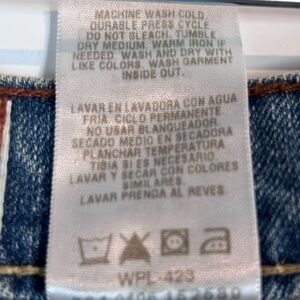 MACHINE WASH COLD,
DURABLE PRESS CYCLE
DO NOT BLEACH. TUMBLE
DRY MEDIUM. WARM IRON IF
NEEDED. WASH AND DRY WITH
LIKE COLORS. WASH GARMENT
INSIDE OUT.
LAVAR EN LAVADORA CON AGUA
FRIA. CICLO PERMANENTE
NO USAR BLANQUEADOR.
SECADO MEDIO EN SECADORA
PLANCHAR TEMPERATURA
TIBIA SI ES NECESARIO
LAVAR Y SECAR CON COLORES
SIMILARES.
LAVAR PRENDA AL REVES.
WPL-423